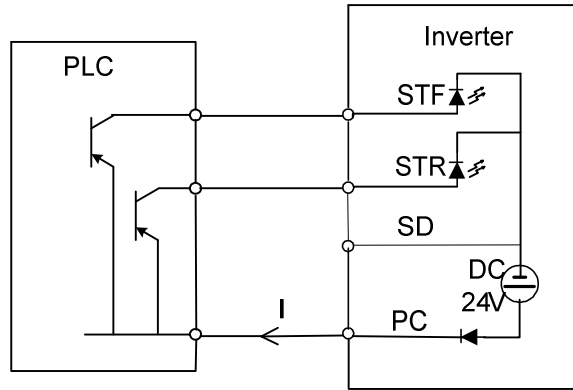 Inverter
PLC
STF
STR
SD
DC
24V
I
PC